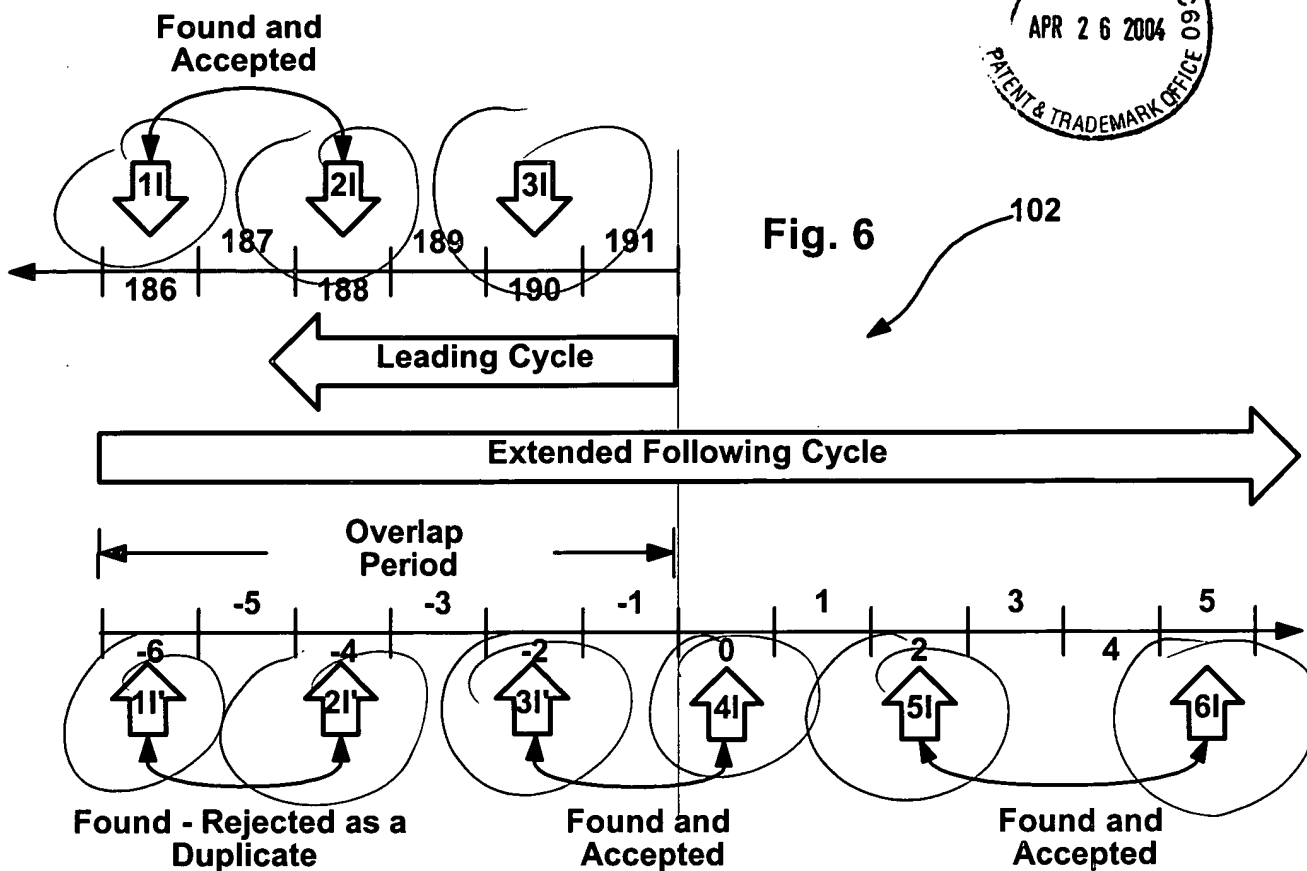 Found and
Accepted
APR 2 6 2004
PATENT & TRADEMARK OFFICE
1I
2I
3I
187
189
191
186
188
190
Fig. 6
102
Leading Cycle
Extended Following Cycle
Overlap
Period
-5
-3
-1
1
3
5
-6
-4
-2
0
2
4
1I'
2I'
3I'
4I
5I
6I
Found - Rejected as a
Duplicate
Found and
Accepted
Found and
Accepted